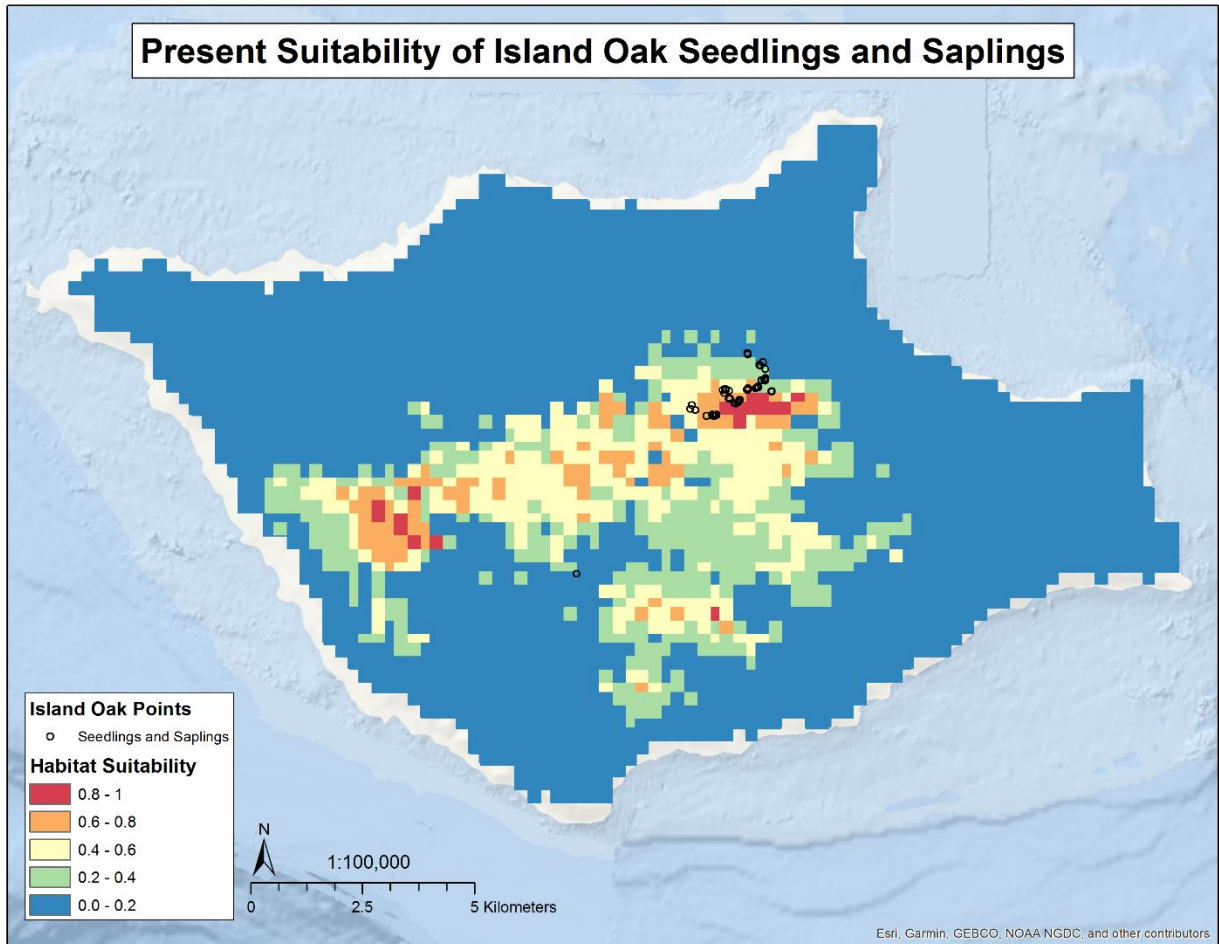 Present Suitability of Island Oak Seedlings and Saplings
Island Oak Points
Seedlings and Saplings
Habitat Suitability
0.8 - 1
0.6 - 0.8
0.4 - 0.6
0.2 - 0.4
0.0 - 0.2
N
1:100,000
0 2.5 5 Kilometers
Esri, Garmin, GEBCO, NOAA NGDC, and other contributors